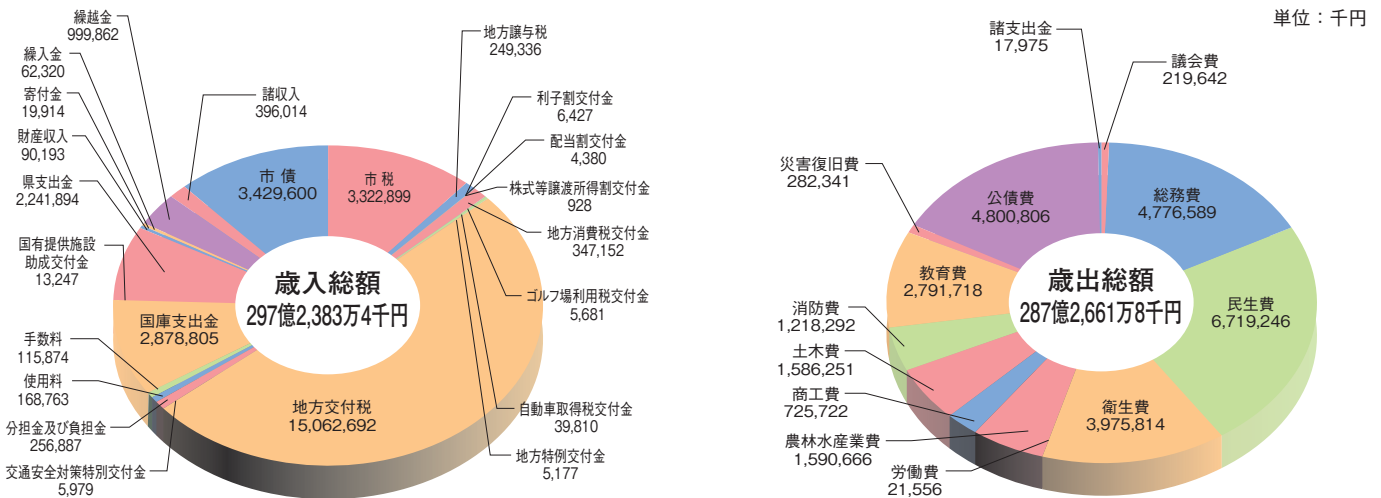 単位：千円
繰越金
999,862
繰入金
62,320
寄付金
19,914
財産収入
90,193
県支出金
2,241,894
国有提供施設
助成交付金
13,247
国庫支出金
2,878,805
手数料
115,874
使用料
168,763
分担金及び負担金
256,887
交通安全対策特別交付金
5,979
諸収入
396,014
市債
3,429,600
市税
3,322,899
地方譲与税
249,336
利子割交付金
6,427
配当割交付金
4,380
株式等譲渡所得割交付金
928
地方消費税交付金
347,152
ゴルフ場利用税交付金
5,681
自動車取得税交付金
39,810
地方特例交付金
5,177
地方交付税
15,062,692
歳入総額
297億2,383万4千円
諸支出金
17,975
議会費
219,642
総務費
4,776,589
民生費
6,719,246
衛生費
3,975,814
労働費
21,556
農林水産業費
1,590,666
商工費
725,722
土木費
1,586,251
消防費
1,218,292
教育費
2,791,718
災害復旧費
282,341
公債費
4,800,806
歳出総額
287億2,661万8千円